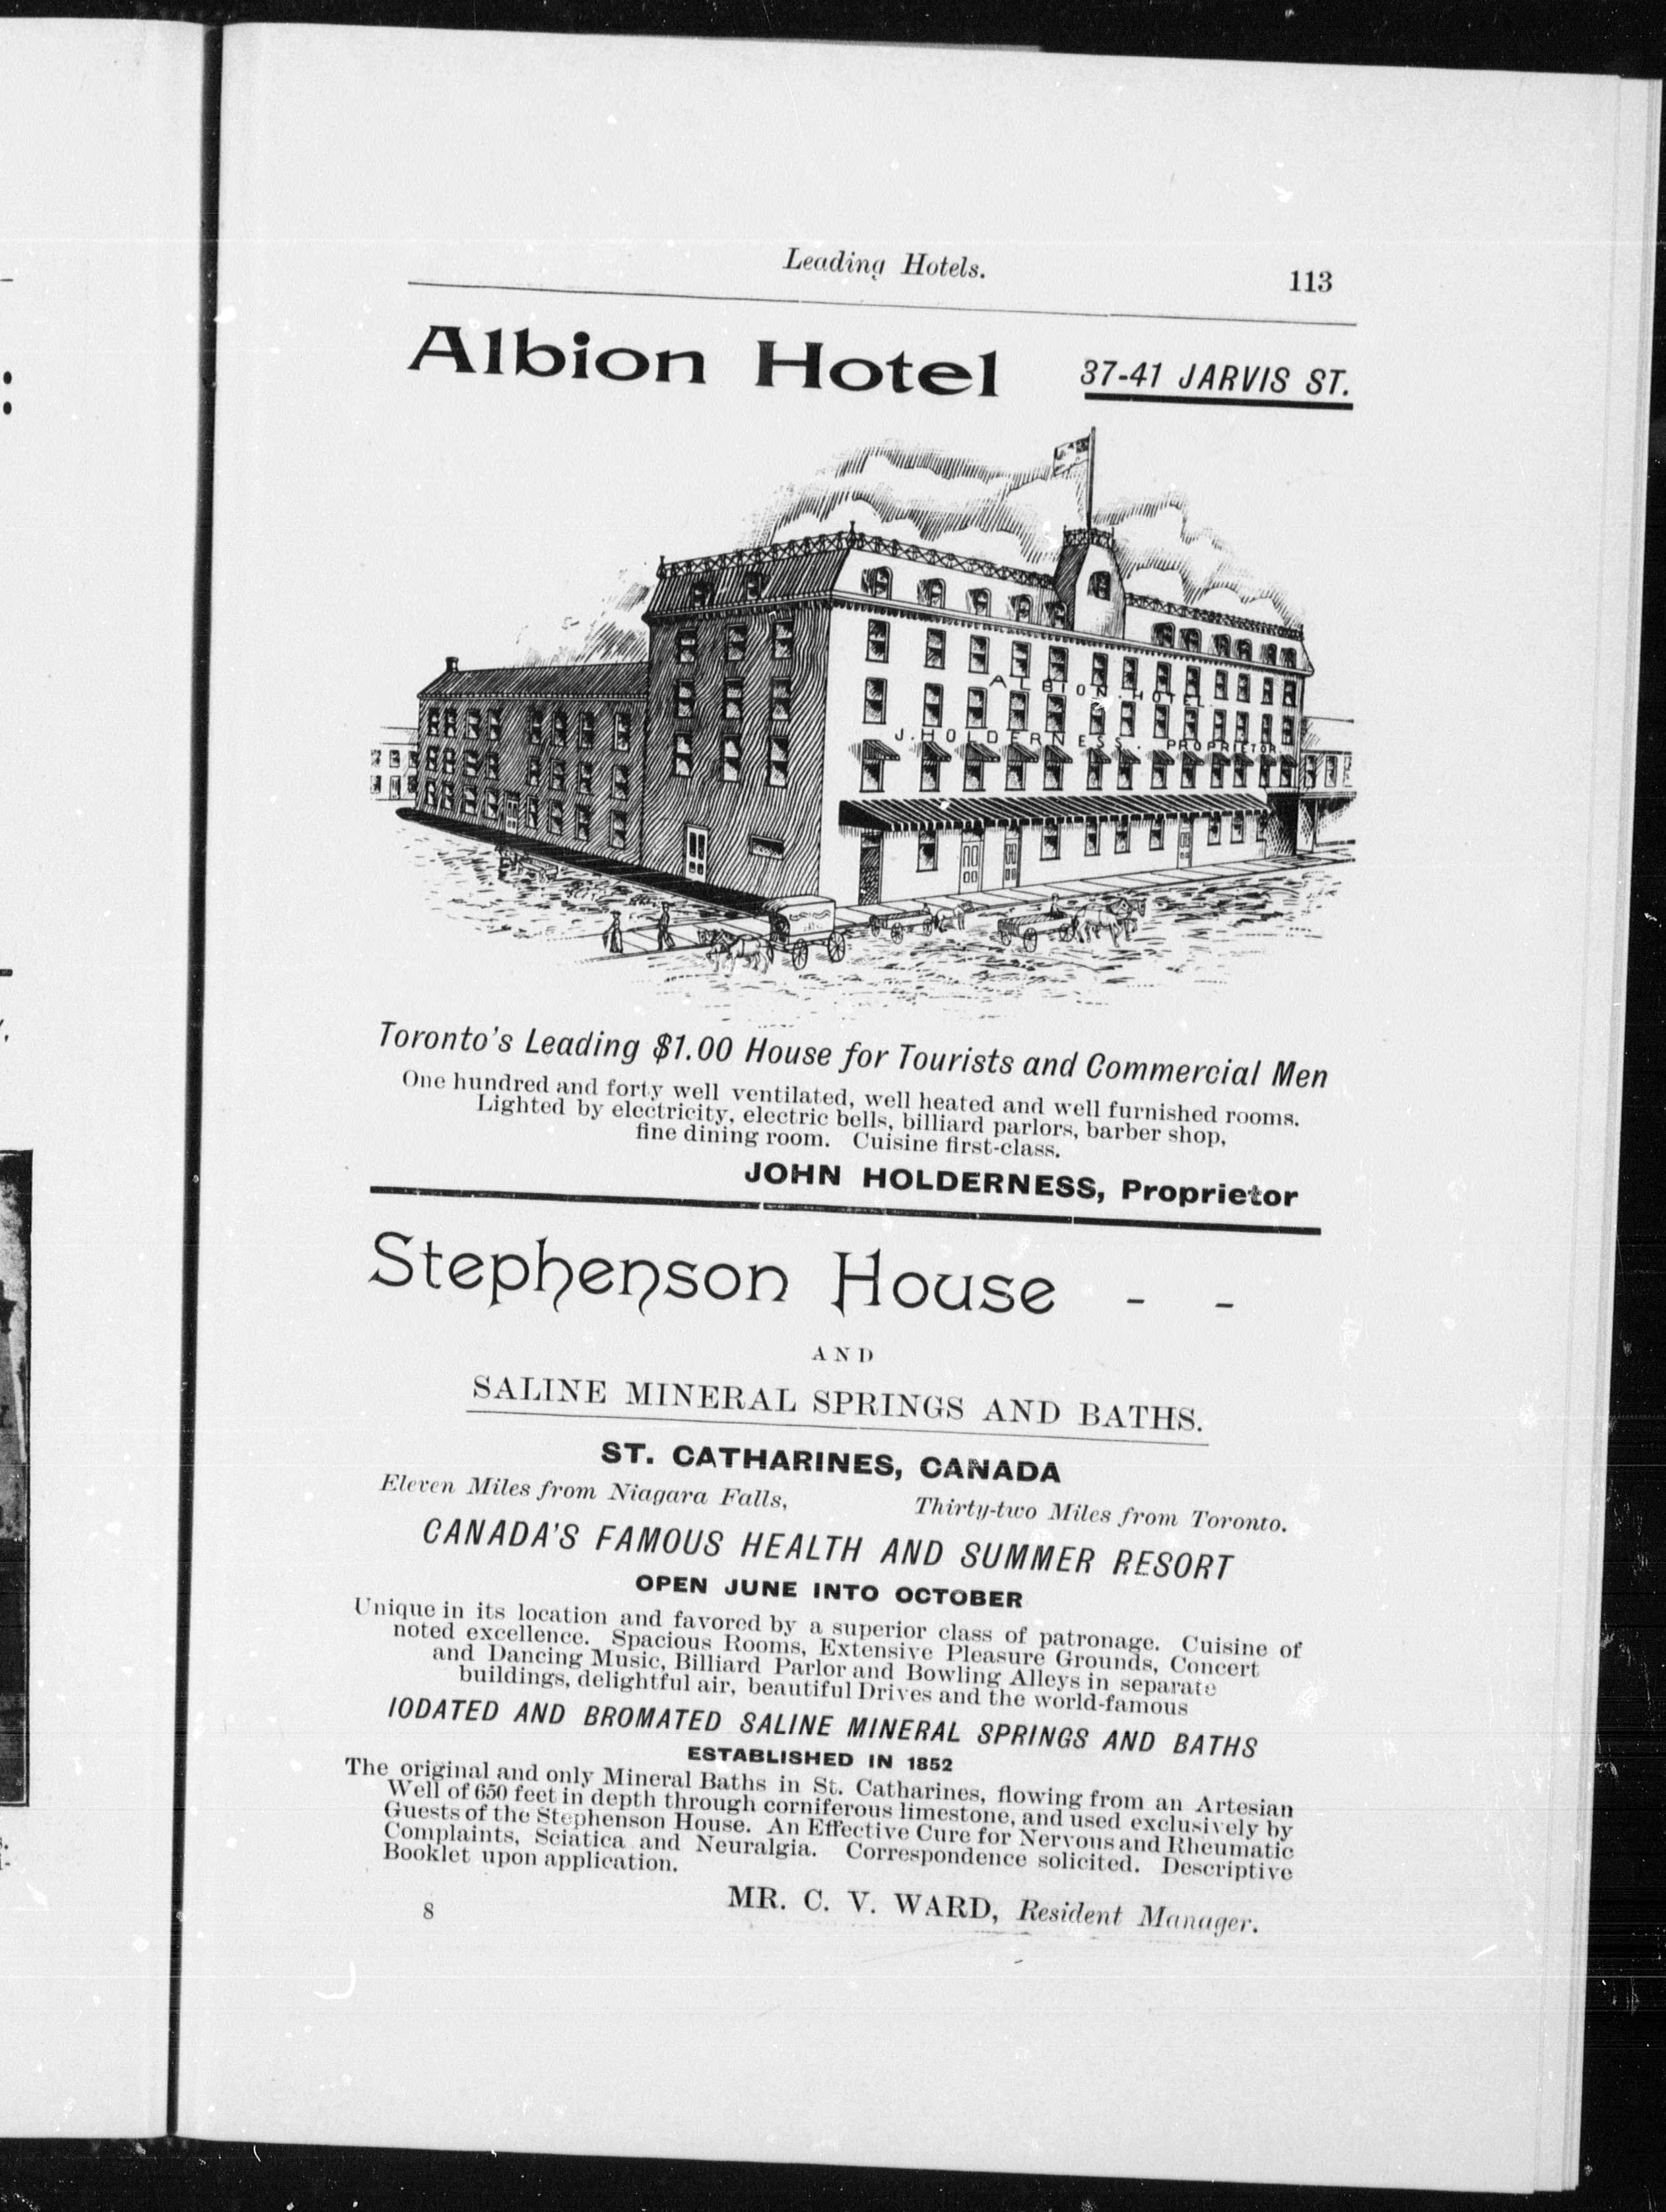 Leading Hotels.
113
Albion Hotel
37-41 JARVIS ST.
ALBION HOTEL
J. HOLDERNESS. PROPRIETOR
Toronto's Leading $1.00 House for Tourists and Commercial Men
One hundred and forty well ventilated, well heated and well furnished rooms.
Lighted by electricity, electric bells, billiard parlors, barber shop,
fine dining room. Cuisine first-class.
JOHN HOLDERNESS, Proprietor
Stephenson House - -
AND
SALINE MINERAL SPRINGS AND BATHS.
ST. CATHARINES, CANADA
Eleven Miles from Niagara Falls, Thirty-two Miles from Toronto.
CANADA'S FAMOUS HEALTH AND SUMMER RESORT
OPEN JUNE INTO OCTOBER
Unique in its location and favored by a superior class of patronage. Cuisine of
noted excellence. Spacious Rooms, Extensive Pleasure Grounds, Concert
and Dancing Music, Billiard Parlor and Bowling Alleys in separate
buildings, delightful air, beautiful Drives and the world-famous
IODATED AND BROMATED SALINE MINERAL SPRINGS AND BATHS
ESTABLISHED IN 1852
The original and only Mineral Baths in St. Catharines, flowing from an Artesian
Well of 650 feet in depth through corniferous limestone, and used exclusively by
Guests of the Stephenson House. An Effective Cure for Nervous and Rheumatic
Complaints, Sciatica and Neuralgia. Correspondence solicited. Descriptive
Booklet upon application.
MR. C. V. WARD, Resident Manager.
8